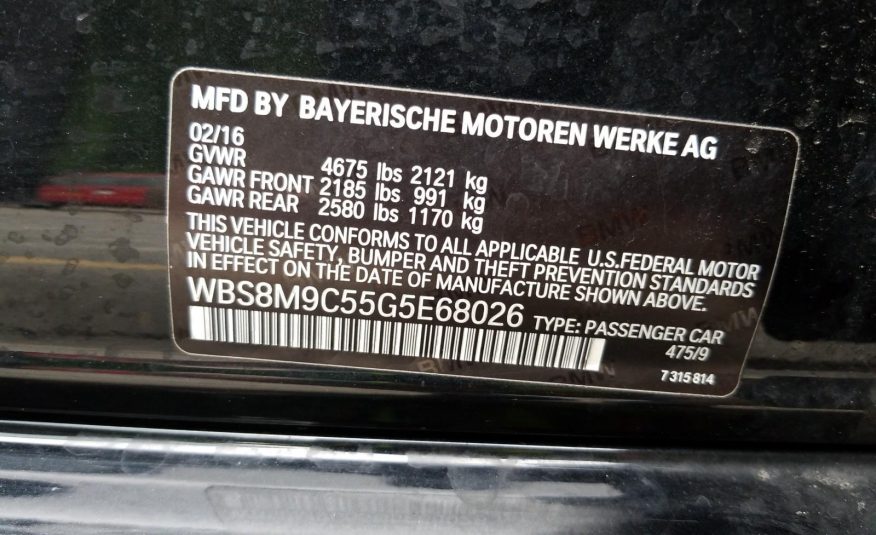 MFD BY BAYERISCHE MOTOREN WERKE AG
02/16
GVWR 4675 lbs 2121 kg
GAWR FRONT 2185 lbs 991 kg
GAWR REAR 2580 lbs 1170 kg
THIS VEHICLE CONFORMS TO ALL APPLICABLE U.S.FEDERAL MOTOR
VEHICLE SAFETY, BUMPER AND THEFT PREVENTION STANDARDS
IN EFFECT ON THE DATE OF MANUFACTURE SHOWN ABOVE.
WBS8M9C55G5E68026 TYPE: PASSENGER CAR
475/9
7 315 814